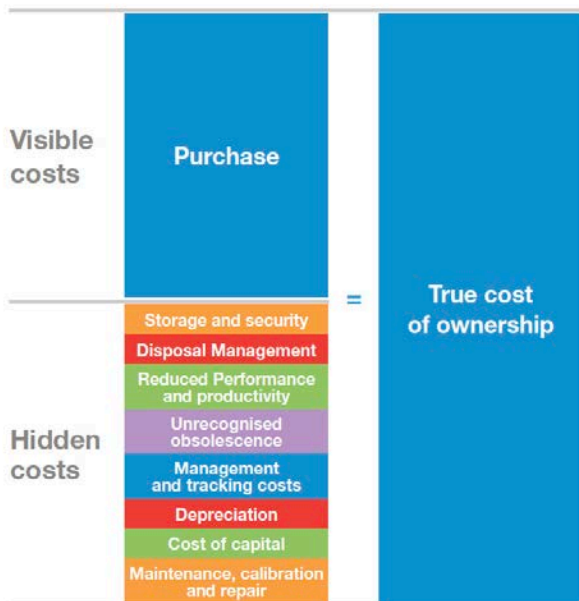 Visible
costs
Purchase
=
True cost
of ownership
Hidden
costs
Storage and security
Disposal Management
Reduced Performance
and productivity
Unrecognised
obsolescence
Management
and tracking costs
Depreciation
Cost of capital
Maintenance, calibration
and repair